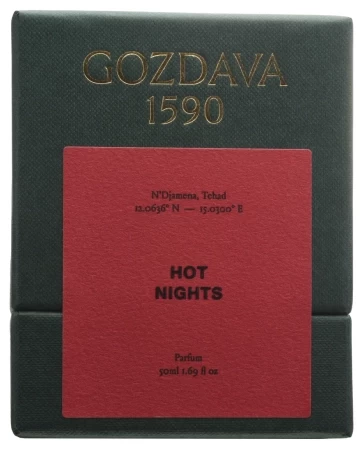 GOZDAVA
1590
N'Djamena, Tchad
12.0636° N — 15.0300° E
HOT
NIGHTS
Parfum
50ml 1.69 fl oz